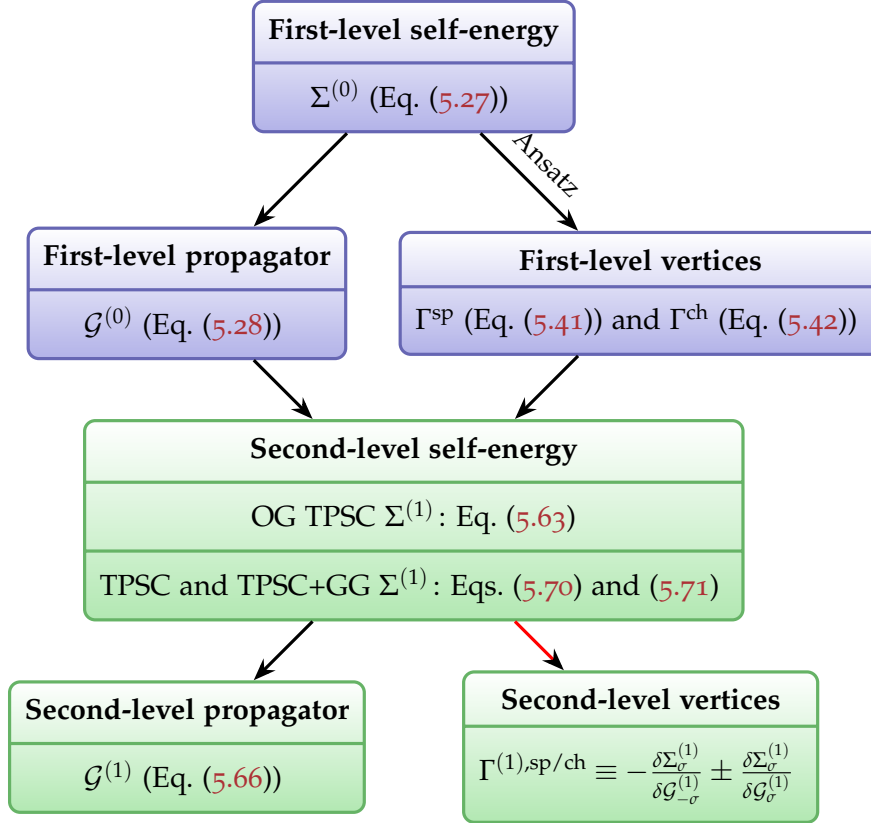 First-level self-energy
Σ^(0) (Eq. (5.27))
Ansatz
First-level propagator
𝒢^(0) (Eq. (5.28))
First-level vertices
Γ^sp (Eq. (5.41)) and Γ^ch (Eq. (5.42))
Second-level self-energy
OG TPSC Σ^(1): Eq. (5.63)
TPSC and TPSC+GG Σ^(1): Eqs. (5.70) and (5.71)
Second-level propagator
𝒢^(1) (Eq. (5.66))
Second-level vertices
Γ^(1),sp/ch ≡ −δΣ_σ^(1)/δ𝒢_−σ^(1) ± δΣ_σ^(1)/δ𝒢_σ^(1)